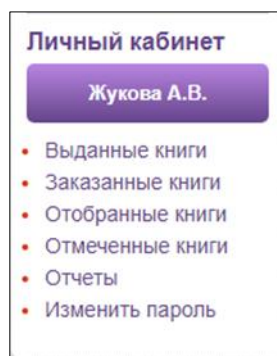 Личный кабинет
Жукова А.В.
Выданные книги
Заказанные книги
Отобранные книги
Отмеченные книги
Отчеты
Изменить пароль